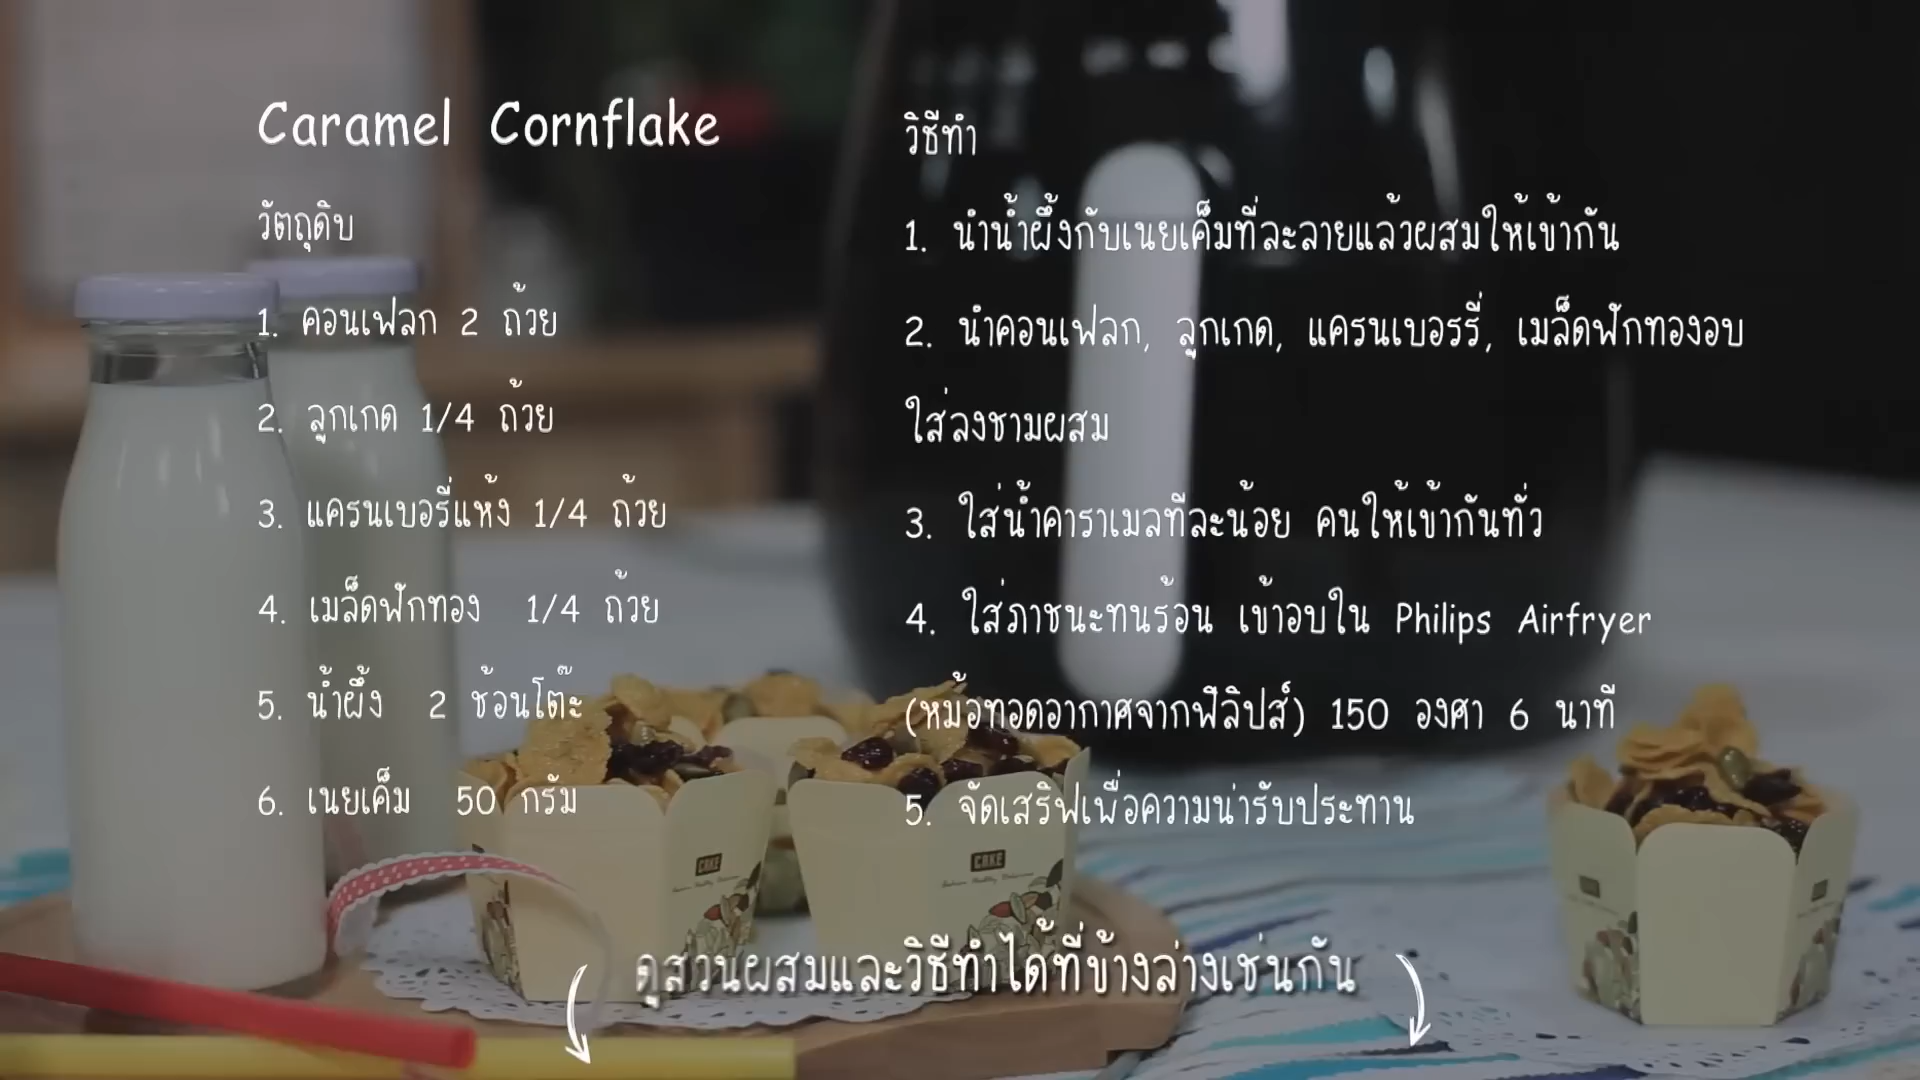 Caramel Cornflake
วัตถุดิบ
1. คอนเฟลก 2 ถ้วย
2. ลูกเกด 1/4 ถ้วย
3. แครนเบอรี่แห้ง 1/4 ถ้วย
4. เมล็ดฟักทอง 1/4 ถ้วย
5. น้ำผึ้ง 2 ช้อนโต๊ะ
6. เนยเค็ม 50 กรัม
วิธีทำ
1. นำน้ำผึ้งกับเนยเค็มที่ละลายแล้วผสมให้เข้ากัน
2. นำคอนเฟลก, ลูกเกด, แครนเบอรรี่, เมล็ดฟักทองอบ
ใส่ลงชามผสม
3. ใส่น้ำคาราเมลทีละน้อย คนให้เข้ากันทั่ว
4. ใส่ภาชนะทนร้อน เข้าอบใน Philips Airfryer
(หม้อทอดอากาศจากฟิลิปส์) 150 องศา 6 นาที
5. จัดเสริฟเพื่อความน่ารับประทาน
CAKE
CAKE
ดูส่วนผสมและวิธีทำได้ที่ข้างล่างเช่นกัน